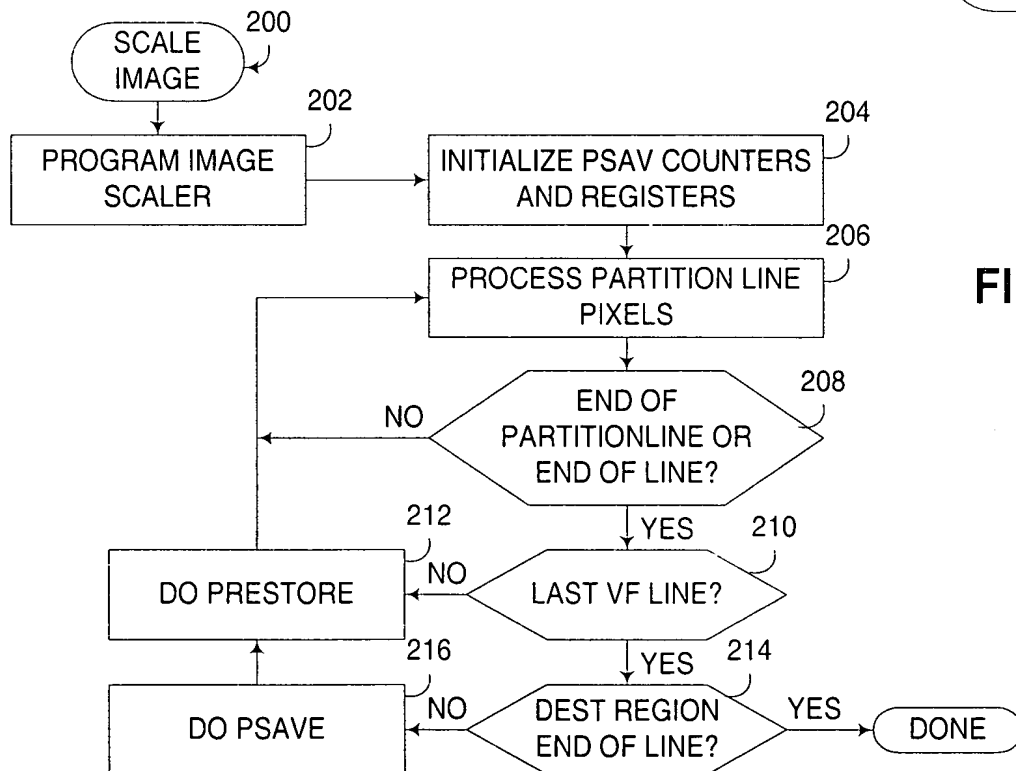 200
SCALE
IMAGE
202
PROGRAM IMAGE
SCALER
204
INITIALIZE PSAV COUNTERS
AND REGISTERS
206
PROCESS PARTITION LINE
PIXELS
FI
208
END OF
PARTITIONLINE OR
END OF LINE?
NO
YES
210
LAST VF LINE?
NO
212
DO PRESTORE
YES
214
DEST REGION
END OF LINE?
NO
YES
216
DO PSAVE
DONE